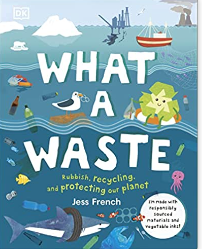 DK
WHAT
A
WASTE
Rubbish, recycling,
and protecting our planet
Jess French
I'm made with
responsibly
sourced
materials and
vegetable inks!